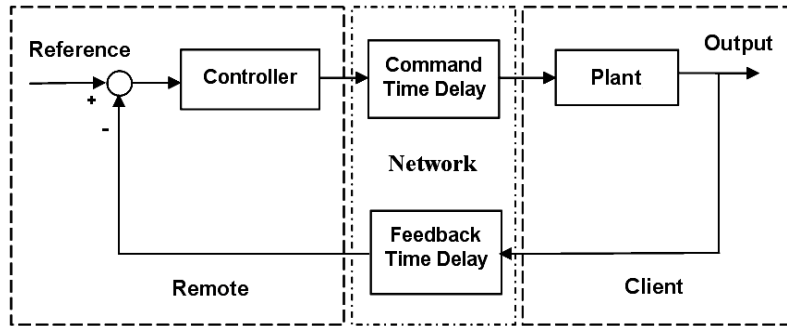 Reference
Controller
Command
Time Delay
Plant
Output
+
-
Network
Feedback
Time Delay
Remote
Client